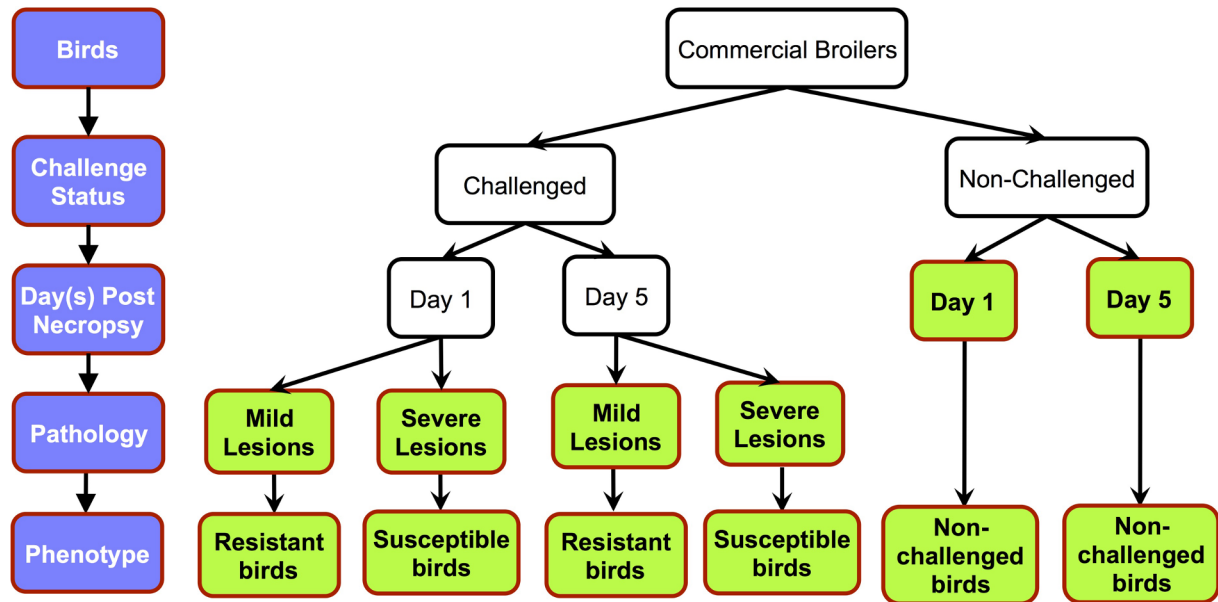 Birds
Commercial Broilers
Challenge
Status
Challenged
Non-Challenged
Day(s) Post
Necropsy
Day 1
Day 5
Day 1
Day 5
Pathology
Mild
Lesions
Severe
Lesions
Mild
Lesions
Severe
Lesions
Phenotype
Resistant
birds
Susceptible
birds
Resistant
birds
Susceptible
birds
Non-
challenged
birds
Non-
challenged
birds